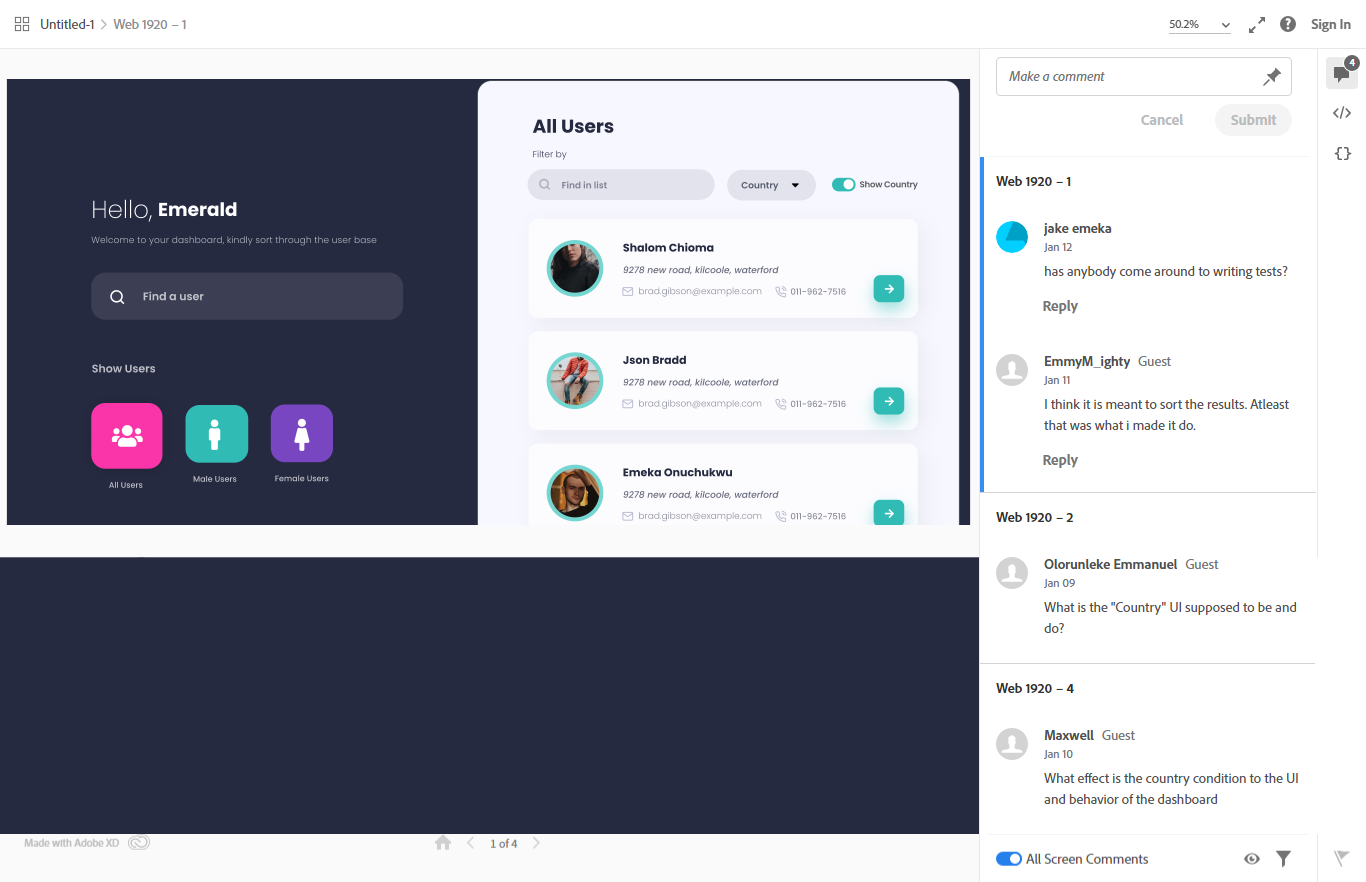 Untitled-1 > Web 1920 – 1
50.2%
Sign In
Hello, Emerald
Welcome to your dashboard, kindly sort through the user base
Find a user
Show Users
All Users
Male Users
Female Users
All Users
Filter by
Find in list
Country
Show Country
Shalom Chioma
9278 new road, kilcoole, waterford
brad.gibson@example.com 011-962-7516
Json Bradd
9278 new road, kilcoole, waterford
brad.gibson@example.com 011-962-7516
Emeka Onuchukwu
9278 new road, kilcoole, waterford
brad.gibson@example.com 011-962-7516
Made with Adobe XD
1 of 4
Make a comment
Cancel
Submit
4
Web 1920 – 1
jake emeka
Jan 12
has anybody come around to writing tests?
Reply
EmmyM_ighty Guest
Jan 11
I think it is meant to sort the results. Atleast
that was what i made it do.
Reply
Web 1920 – 2
Olorunleke Emmanuel Guest
Jan 09
What is the "Country" UI supposed to be and
do?
Web 1920 – 4
Maxwell Guest
Jan 10
What effect is the country condition to the UI
and behavior of the dashboard
All Screen Comments